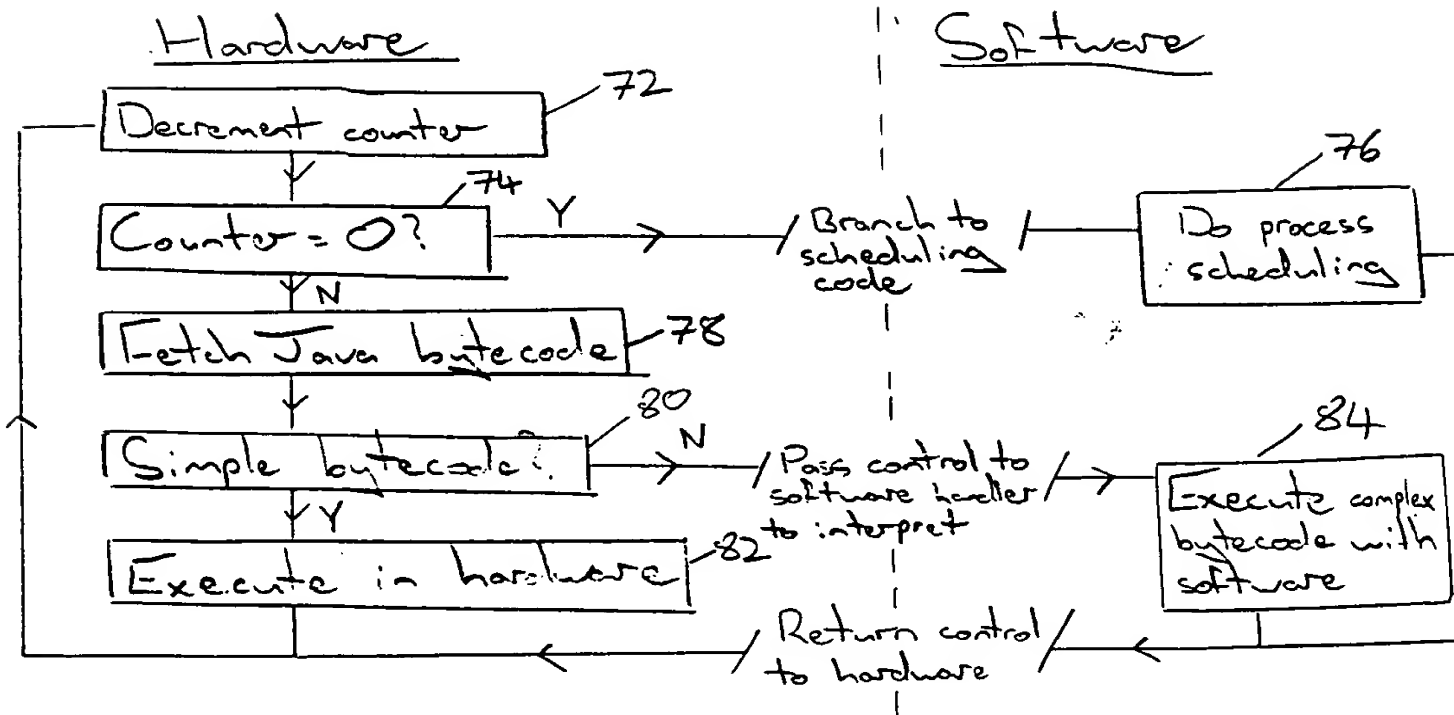 Hardware
Software
72
Decrement counter
76
74
Counter = 0?
Y
Branch to
scheduling
code
Do process
scheduling
N
Fetch Java bytecode
78
80
Simple bytecode?
N
Pass control to
software handler
to interpret
84
Execute complex
bytecode with
software
Y
Execute in hardware
82
Return control
to hardware